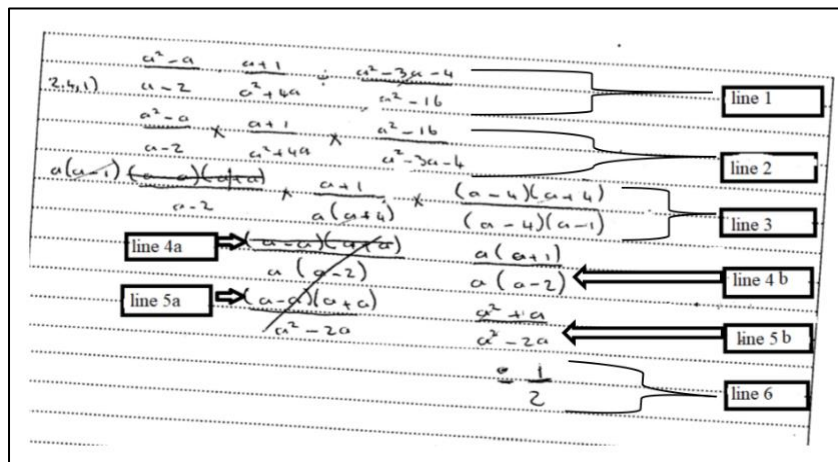 a² - a / a - 2 · a + 1 / a² + 4a ÷ a² - 3a - 4 / a² - 16
line 1
2.4,1)
a² - a / a - 2 × a + 1 / a² + 4a × a² - 16 / a² - 3a - 4
line 2
a(a-1) (a-a)(a+a) / a - 2 × a + 1 / a(a+4) × (a-4)(a+4) / (a-4)(a-1)
line 3
line 4a
(a-a)(a+a) / a(a-2)
a(a+1) / a(a-2)
line 4 b
line 5a
(a-a)(a+a) / a² - 2a
a² + a / a² - 2a
line 5 b
= 1 / 2
line 6